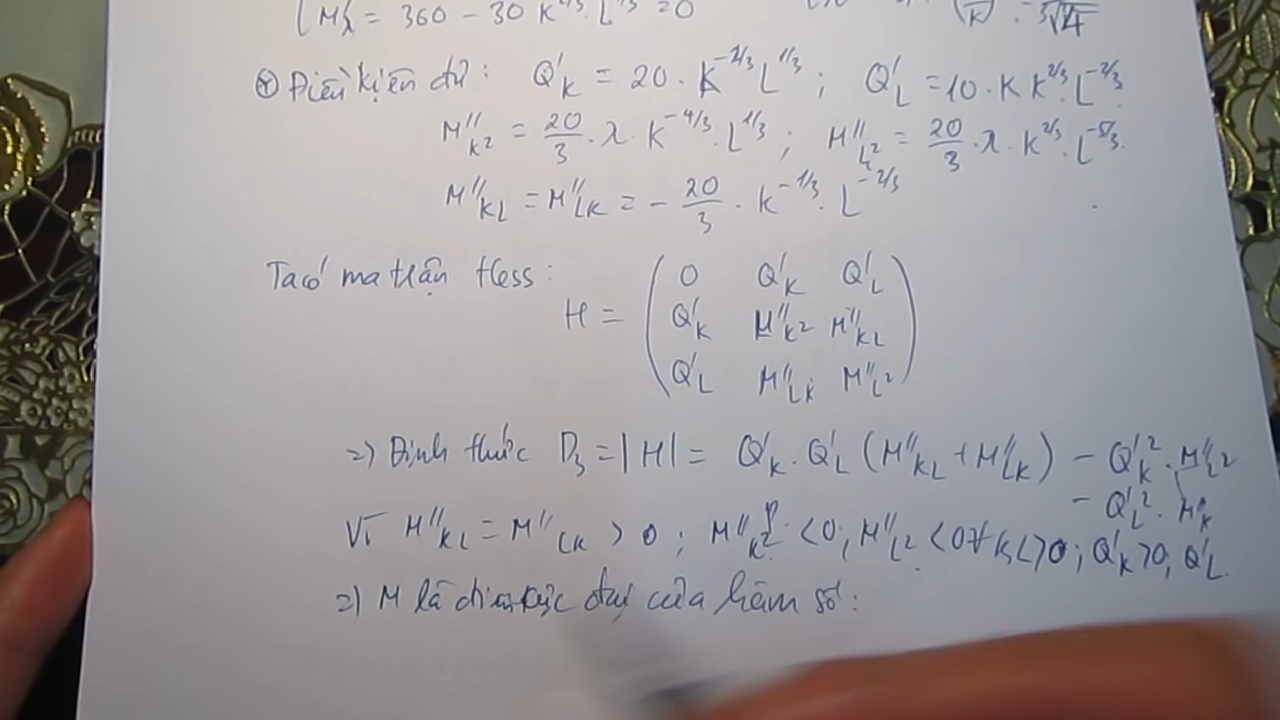 M'λ = 360 - 30 K^2/3 . L^1/3 = 0
* Điều kiện đủ : Q'K = 20 . K^-1/3 L^1/3 ; Q'L = 10 . K K^2/3 . L^-2/3
M''K² = 20/3 . λ . K^-4/3 . L^1/3 ; M''L² = 20/3 . λ . K^2/3 . L^-5/3
M''KL = M''LK = - 20/3 . K^-1/3 . L^-2/3
Ta có ma trận Hess :
H = ( 0 Q'K Q'L
Q'K M''K² M''KL
Q'L M''LK M''L² )
=) Định thức D3 = |H| = Q'K . Q'L (M''KL + M''LK) - Q'K² . M''L²
- Q'L² . M''K
Vì M''KL = M''LK > 0 ; M''K² < 0 ; M''L² < 0 ∀ K, L > 0 ; Q'K > 0, Q'L
=) M là điểm cực đại của hàm số :